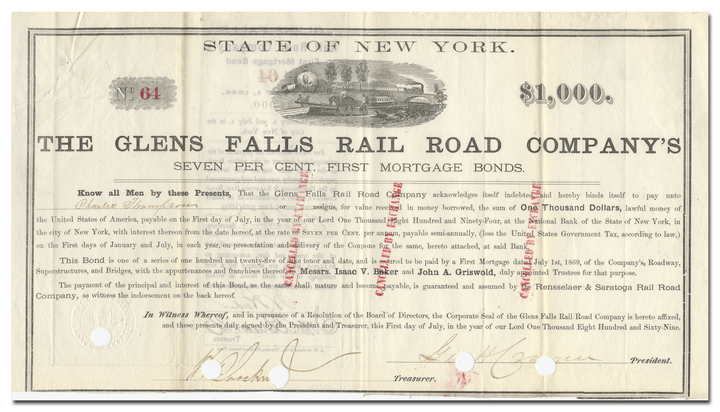 STATE OF NEW YORK.
No. 64
$1,000.
THE GLENS FALLS RAIL ROAD COMPANY'S
SEVEN PER CENT. FIRST MORTGAGE BONDS.
Know all Men by these Presents, That the Glens Falls Rail Road Company acknowledges itself indebted and hereby binds itself to pay unto
Charlie Thompson or assigns, for value received in money borrowed, the sum of One Thousand Dollars, lawful money of
the United States of America, payable on the First day of July, in the year of our Lord One Thousand Eight Hundred and Ninety-Four, at the National Bank of the State of New York, in
the city of New York, with interest thereon from the date hereof, at the rate of SEVEN PER CENT. per annum, payable semi-annually, (less the United States Government Tax, according to law,)
on the First days of January and July, in each year, on presentation and delivery of the Coupons for the same, hereto attached, at said Bank.
This Bond is one of a series of one hundred and twenty-five of like tenor and date, and is secured to be paid by a First Mortgage dated July 1st, 1869, of the Company's, Roadway,
Superstructures, and Bridges, with the appurtenances and franchises thereof, to Messrs. Isaac V. Baker and John A. Griswold, duly appointed Trustees for that purpose.
The payment of the principal and interest of this Bond, as the same shall mature and become payable, is guaranteed and assumed by the Rensselaer & Saratoga Rail Road
Company, as witness the indorsement on the back hereof.
In Witness Whereof, and in pursuance of a Resolution of the Board of Directors, the Corporate Seal of the Glens Falls Rail Road Company is hereto affixed,
and these presents duly signed by the President and Treasurer, this First day of July, in the year of our Lord One Thousand Eight Hundred and Sixty-Nine.
President.
Treasurer.
CANCELLED BY EXCHANGE
CANCELLED BY EXCHANGE
CANCELLED BY EXCHANGE